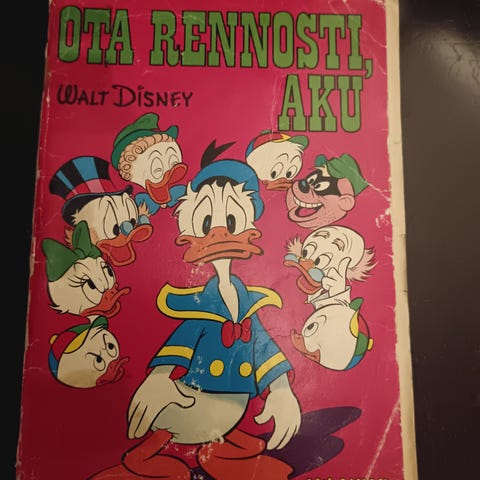 OTA RENNOSTI,
AKU
WALT DISNEY